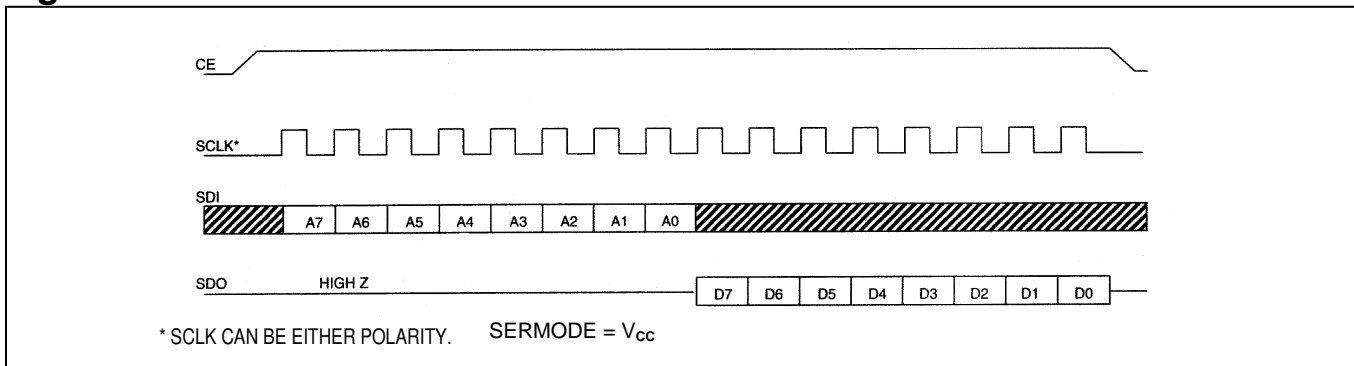 CE
SCLK*
SDI
A7 A6 A5 A4 A3 A2 A1 A0
SDO HIGH Z
D7 D6 D5 D4 D3 D2 D1 D0
* SCLK CAN BE EITHER POLARITY. SERMODE = VCC